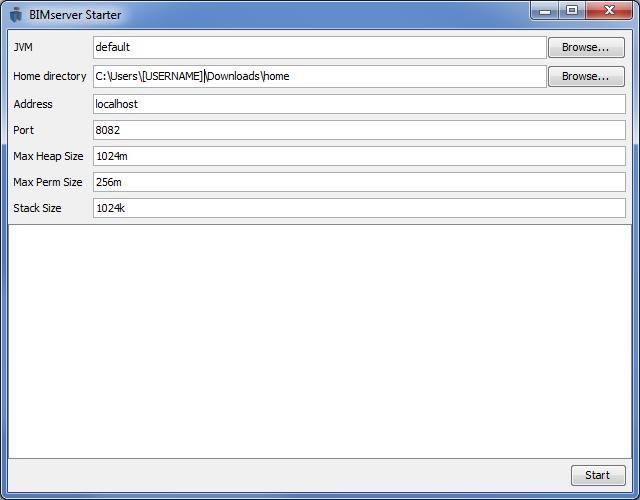 BIMserver Starter
JVM default Browse...
Home directory C:\Users\[USERNAME]\Downloads\home Browse...
Address localhost
Port 8082
Max Heap Size 1024m
Max Perm Size 256m
Stack Size 1024k
Start